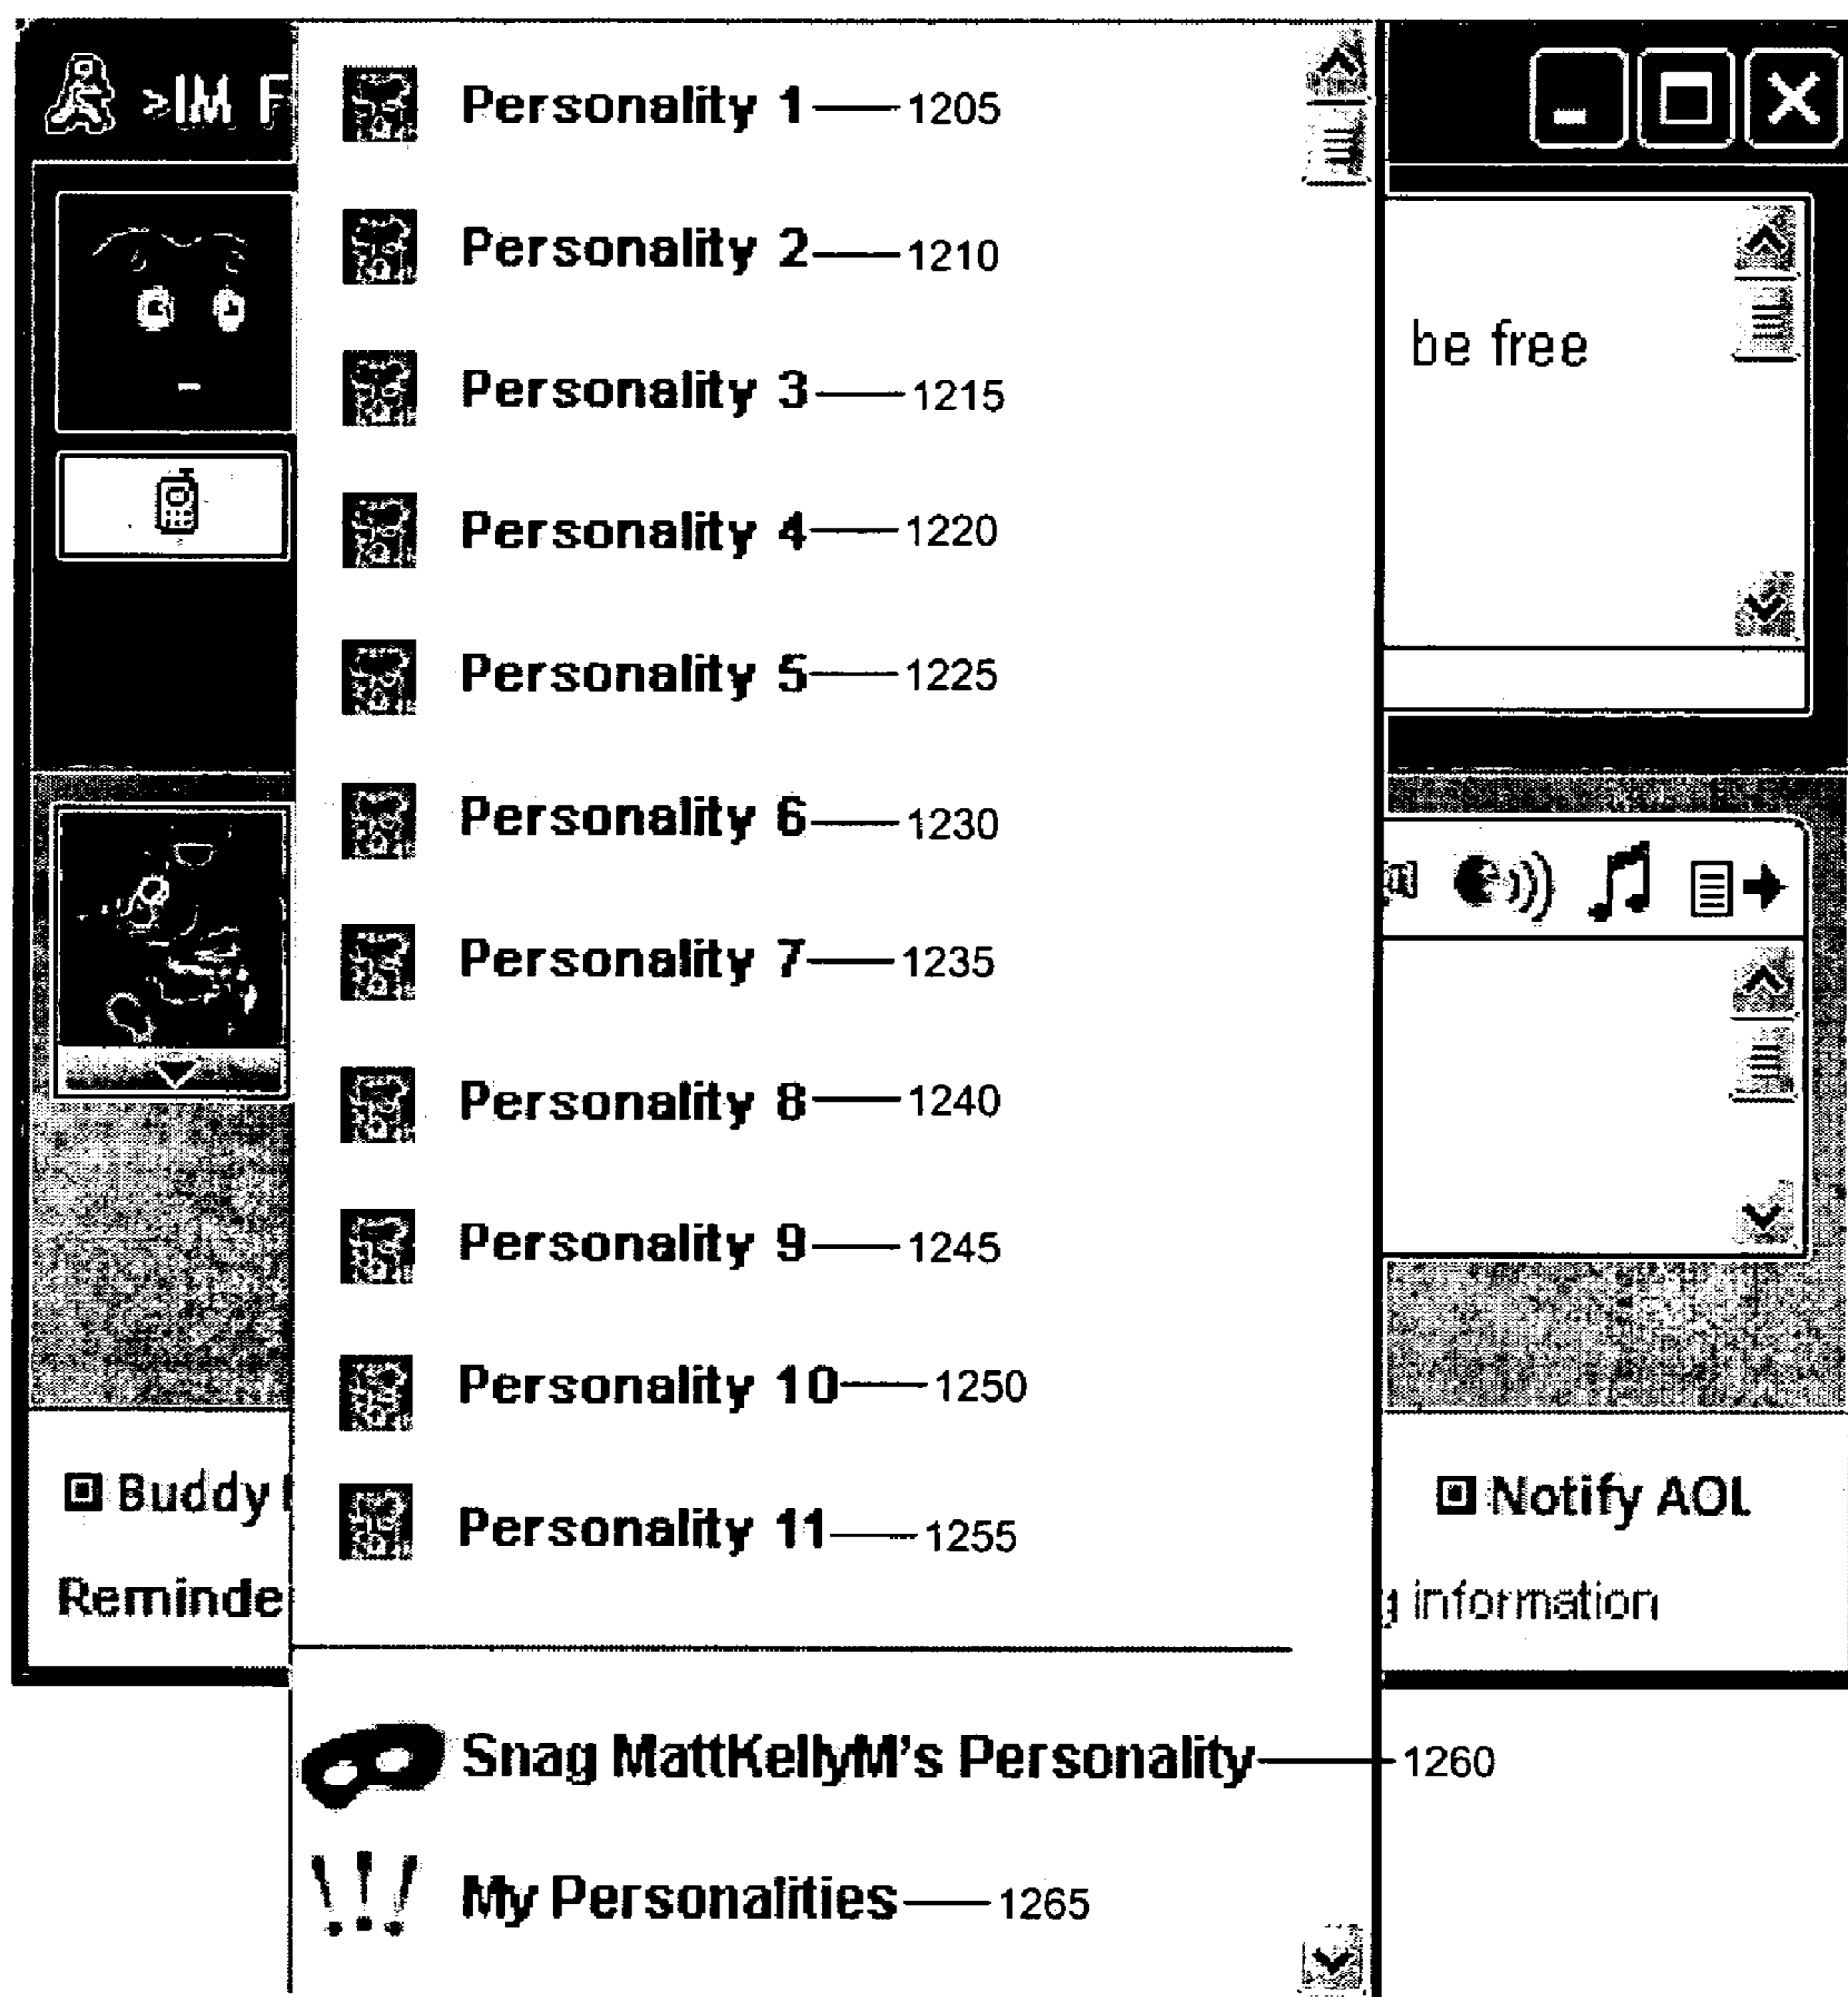 >IM F
Personality 1 1205
Personality 2 1210
be free
Personality 3 1215
Personality 4 1220
Personality 5 1225
Personality 6 1230
Personality 7 1235
Personality 8 1240
Personality 9 1245
Personality 10 1250
Buddy
Notify AOL
Personality 11 1255
Reminde
information
Snag MattKellyM's Personality 1260
My Personalities 1265